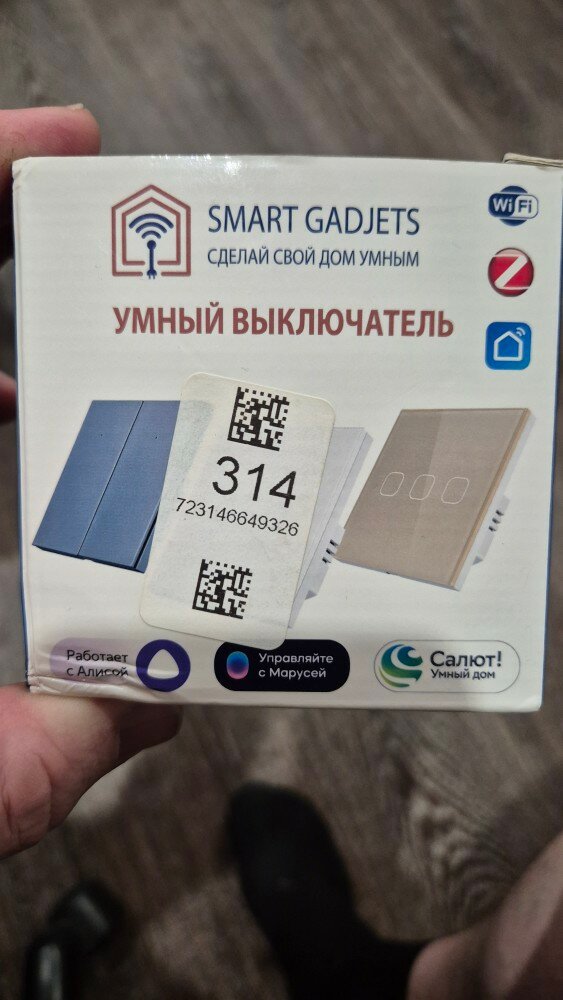 SMART GADJETS
СДЕЛАЙ СВОЙ ДОМ УМНЫМ
WiFi
Z
УМНЫЙ ВЫКЛЮЧАТЕЛЬ
314
723146649326
Работает
с Алисой
Управляйте
с Марусей
Салют!
Умный дом